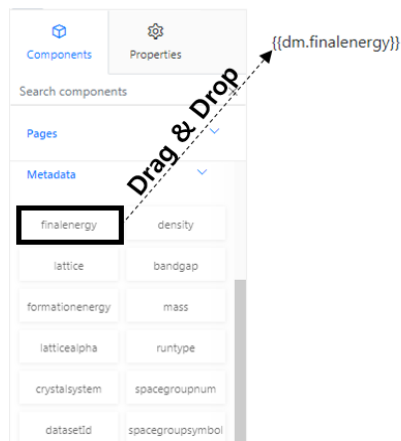 Components
Properties
{{dm.finalenergy}}
Search components
Drag & Drop
Pages
Metadata
finalenergy
density
lattice
bandgap
formationenergy
mass
latticealpha
runtype
crystalsystem
spacegroupnum
datasetId
spacegroupsymbol